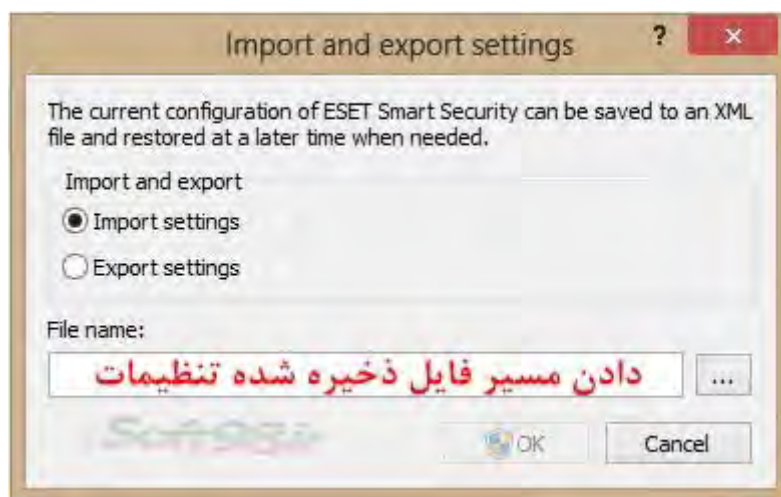 Import and export settings
?
The current configuration of ESET Smart Security can be saved to an XML
file and restored at a later time when needed.
Import and export
Import settings
Export settings
File name:
دادن مسیر فایل ذخیره شده تنظیمات
...
OK
Cancel